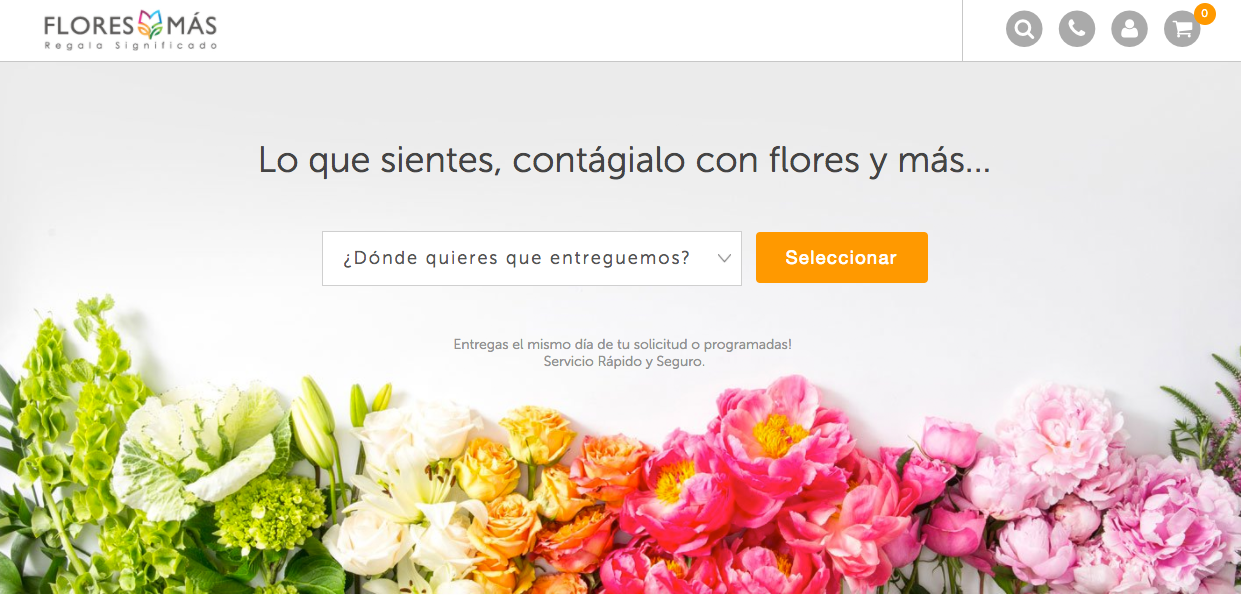 FLORES MÁS
Regala Significado
0
Lo que sientes, contágialo con flores y más...
¿Dónde quieres que entreguemos?
Seleccionar
Entregas el mismo día de tu solicitud o programadas!
Servicio Rápido y Seguro.